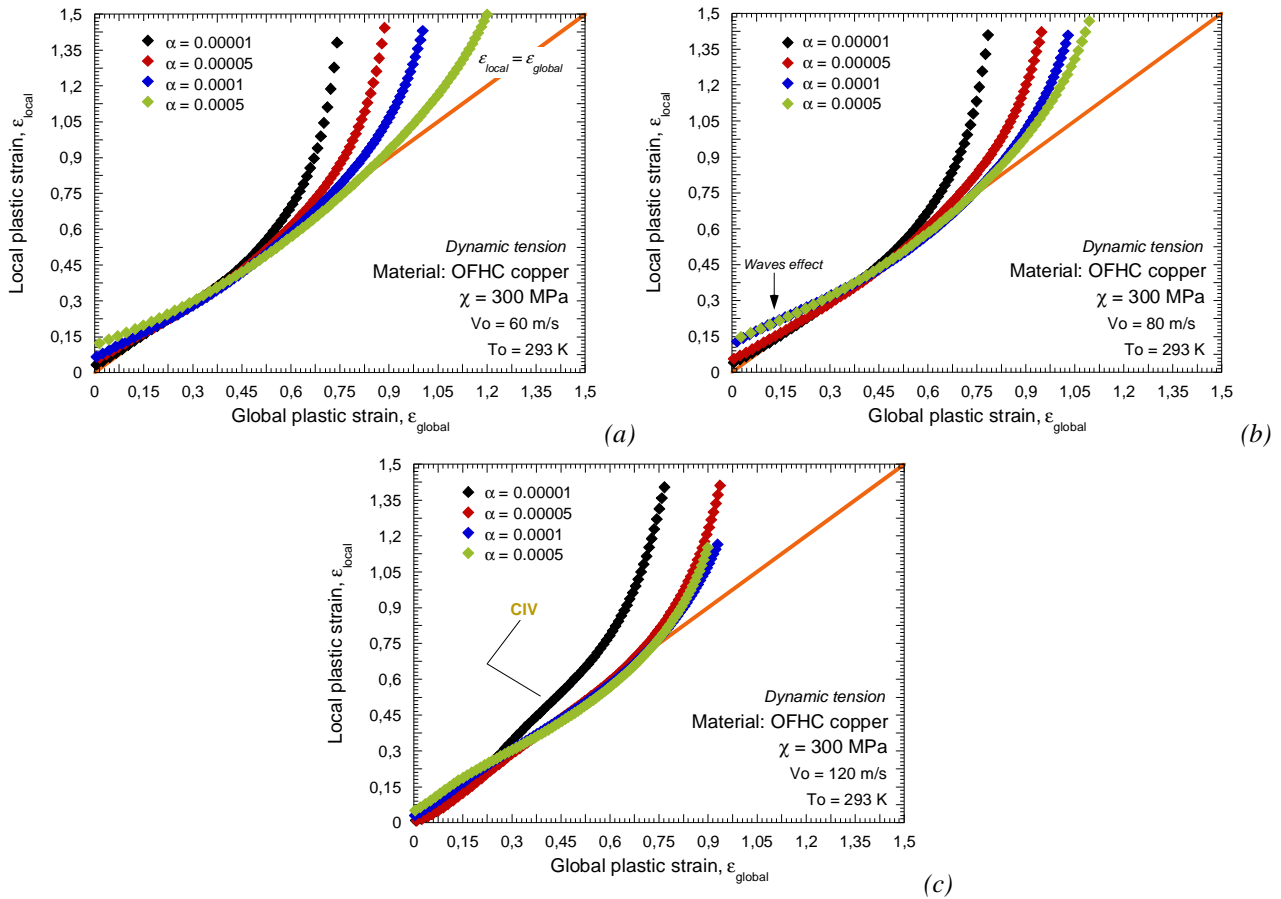 1,5
1,35
1,2
1,05
0,9
0,75
0,6
0,45
0,3
0,15
0
Local plastic strain, εlocal
α = 0.00001
α = 0.00005
α = 0.0001
α = 0.0005
εlocal = εglobal
Dynamic tension
Material: OFHC copper
χ = 300 MPa
Vo = 60 m/s
To = 293 K
0 0,15 0,3 0,45 0,6 0,75 0,9 1,05 1,2 1,35 1,5
Global plastic strain, εglobal
(a)
1,5
1,35
1,2
1,05
0,9
0,75
0,6
0,45
0,3
0,15
0
Local plastic strain, εlocal
α = 0.00001
α = 0.00005
α = 0.0001
α = 0.0005
Waves effect
Dynamic tension
Material: OFHC copper
χ = 300 MPa
Vo = 80 m/s
To = 293 K
0 0,15 0,3 0,45 0,6 0,75 0,9 1,05 1,2 1,35 1,5
Global plastic strain, εglobal
(b)
1,5
1,35
1,2
1,05
0,9
0,75
0,6
0,45
0,3
0,15
0
Local plastic strain, εlocal
α = 0.00001
α = 0.00005
α = 0.0001
α = 0.0005
CIV
Dynamic tension
Material: OFHC copper
χ = 300 MPa
Vo = 120 m/s
To = 293 K
0 0,15 0,3 0,45 0,6 0,75 0,9 1,05 1,2 1,35 1,5
Global plastic strain, εglobal
(c)